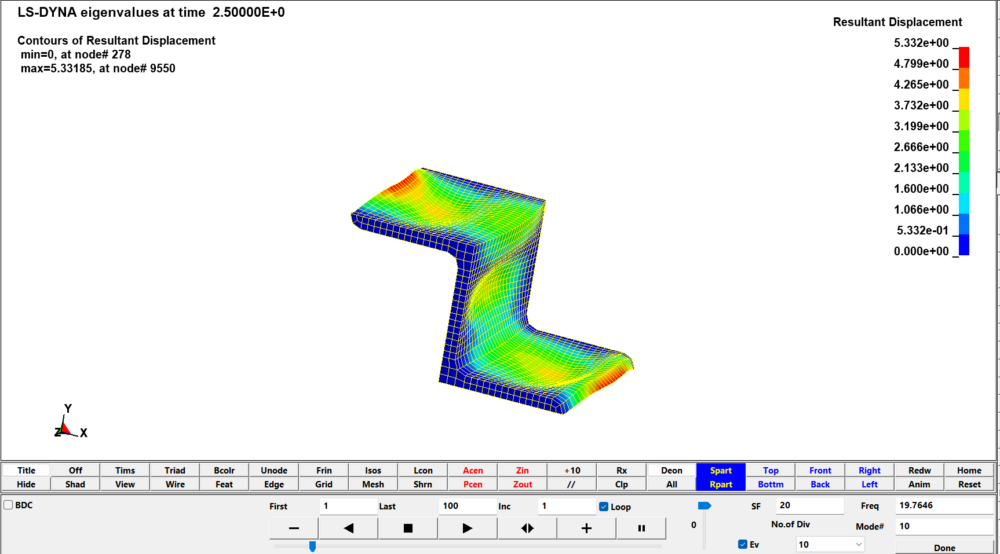 LS-DYNA eigenvalues at time  2.50000E+0
Contours of Resultant Displacement
min=0, at node# 278
max=5.33185, at node# 9550
Resultant Displacement
5.332e+00
4.799e+00
4.265e+00
3.732e+00
3.199e+00
2.666e+00
2.133e+00
1.600e+00
1.066e+00
5.332e-01
0.000e+00
Y
Z X
Title Off Tims Triad Bcolr Unode Frin Isos Lcon Acen Zin +10 Rx Deon Spart Top Front Right Redw Home
Hide Shad View Wire Feat Edge Grid Mesh Shrn Pcen Zout // Clp All Rpart Bottm Back Left Anim Reset
BDC First 1 Last 100 Inc 1 Loop SF 20 Freq 19.7646
0 No.of Div Mode# 10
Ev 10 Done